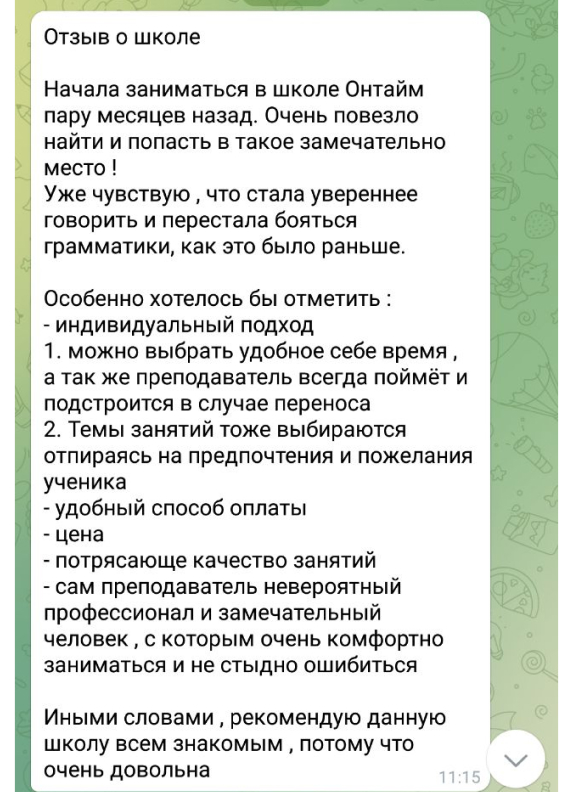 Отзыв о школе
Начала заниматься в школе Онтайм
пару месяцев назад. Очень повезло
найти и попасть в такое замечательно
место !
Уже чувствую , что стала увереннее
говорить и перестала бояться
грамматики, как это было раньше.
Особенно хотелось бы отметить :
- индивидуальный подход
1. можно выбрать удобное себе время ,
а так же преподаватель всегда поймёт и
подстроится в случае переноса
2. Темы занятий тоже выбираются
отпираясь на предпочтения и пожелания
ученика
- удобный способ оплаты
- цена
- потрясающе качество занятий
- сам преподаватель невероятный
профессионал и замечательный
человек , с которым очень комфортно
заниматься и не стыдно ошибиться
Иными словами , рекомендую данную
школу всем знакомым , потому что
очень довольна
11:15